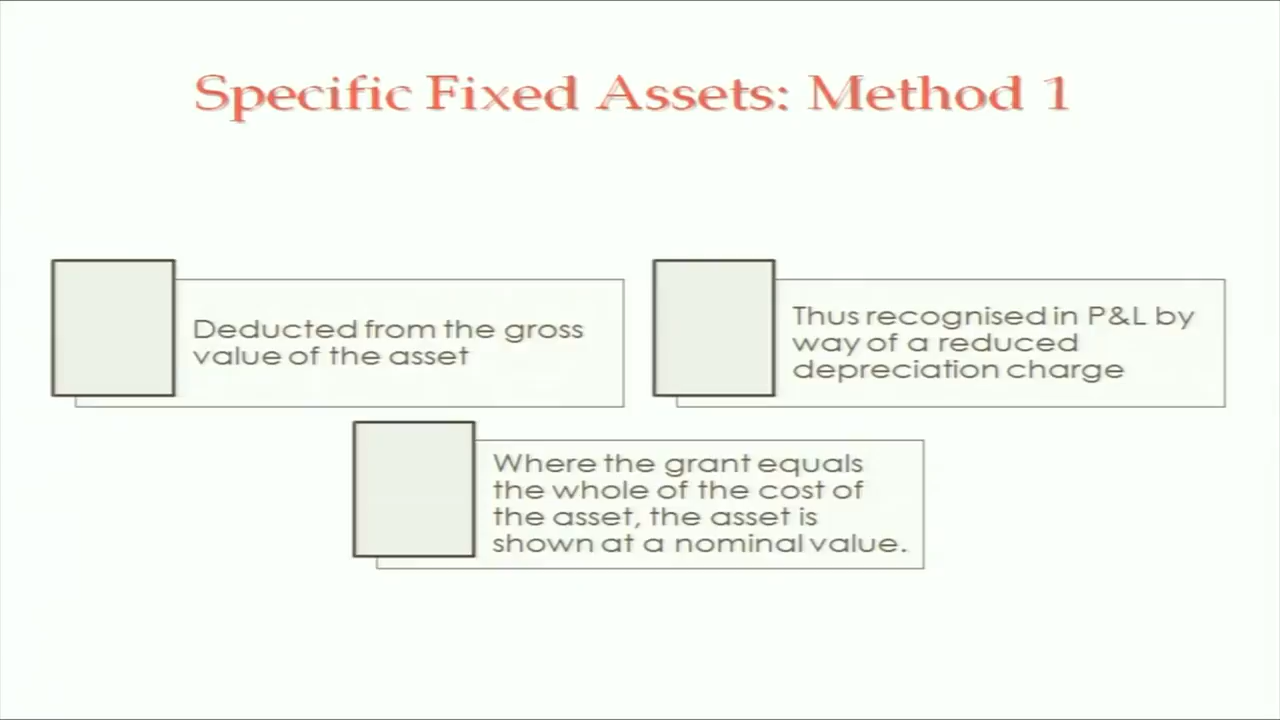 Specific Fixed Assets: Method 1
Deducted from the gross
value of the asset
Thus recognised in P&L by
way of a reduced
depreciation charge
Where the grant equals
the whole of the cost of
the asset, the asset is
shown at a nominal value.